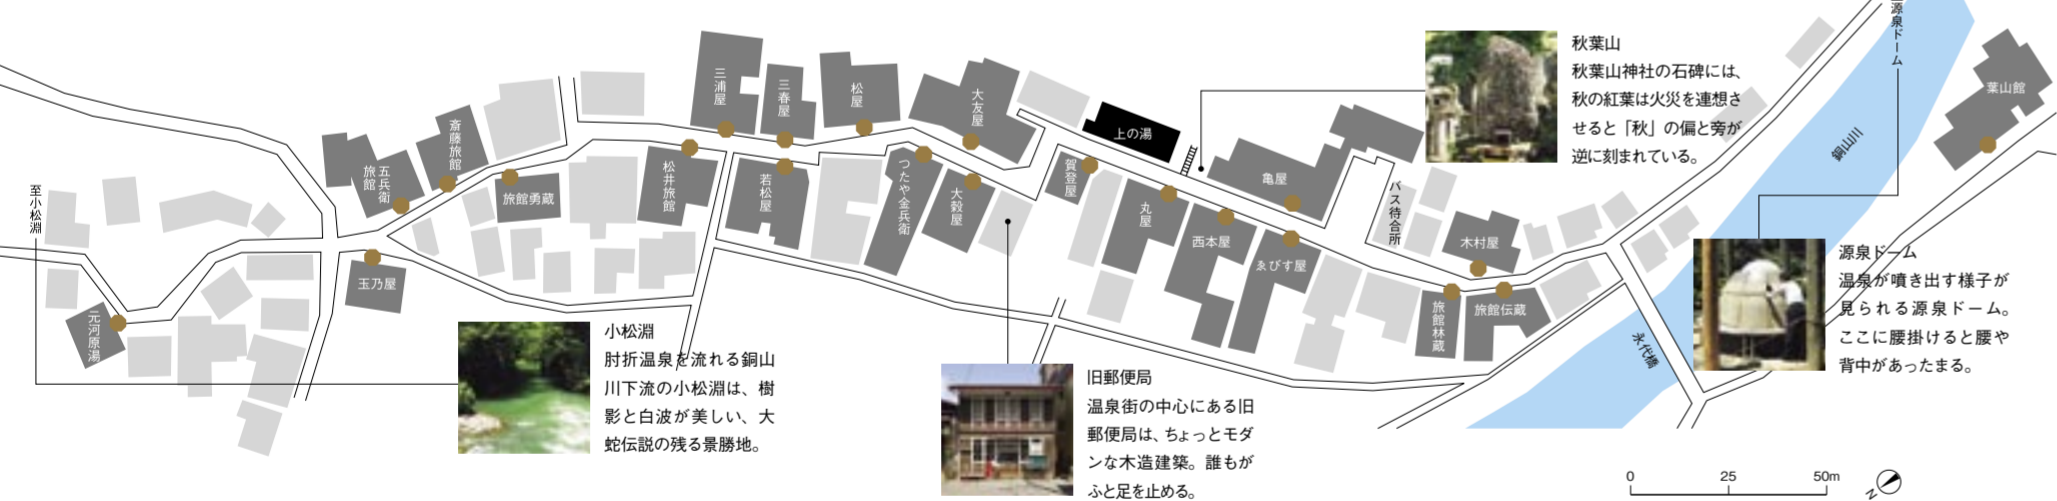 至小松淵
元河原湯
旅館
五兵衛
斎藤旅館
玉乃屋
旅館勇蔵
松井旅館
三浦屋
三春屋
松屋
大友屋
若松屋
つたや金兵衛
大穀屋
上の湯
賀登屋
丸屋
西本屋
ゑびす屋
亀屋
バス待合所
木村屋
旅館林蔵
旅館伝蔵
永代橋
銅山川
源泉ドーム
葉山館
小松淵
肘折温泉を流れる銅山
川下流の小松淵は、樹
影と白波が美しい、大
蛇伝説の残る景勝地。
旧郵便局
温泉街の中心にある旧
郵便局は、ちょっとモダ
ンな木造建築。誰もが
ふと足を止める。
秋葉山
秋葉山神社の石碑には、
秋の紅葉は火災を連想さ
せると「秋」の偏と旁が
逆に刻まれている。
源泉ドーム
温泉が噴き出す様子が
見られる源泉ドーム。
ここに腰掛けると腰や
背中があったまる。
0 25 50m
N